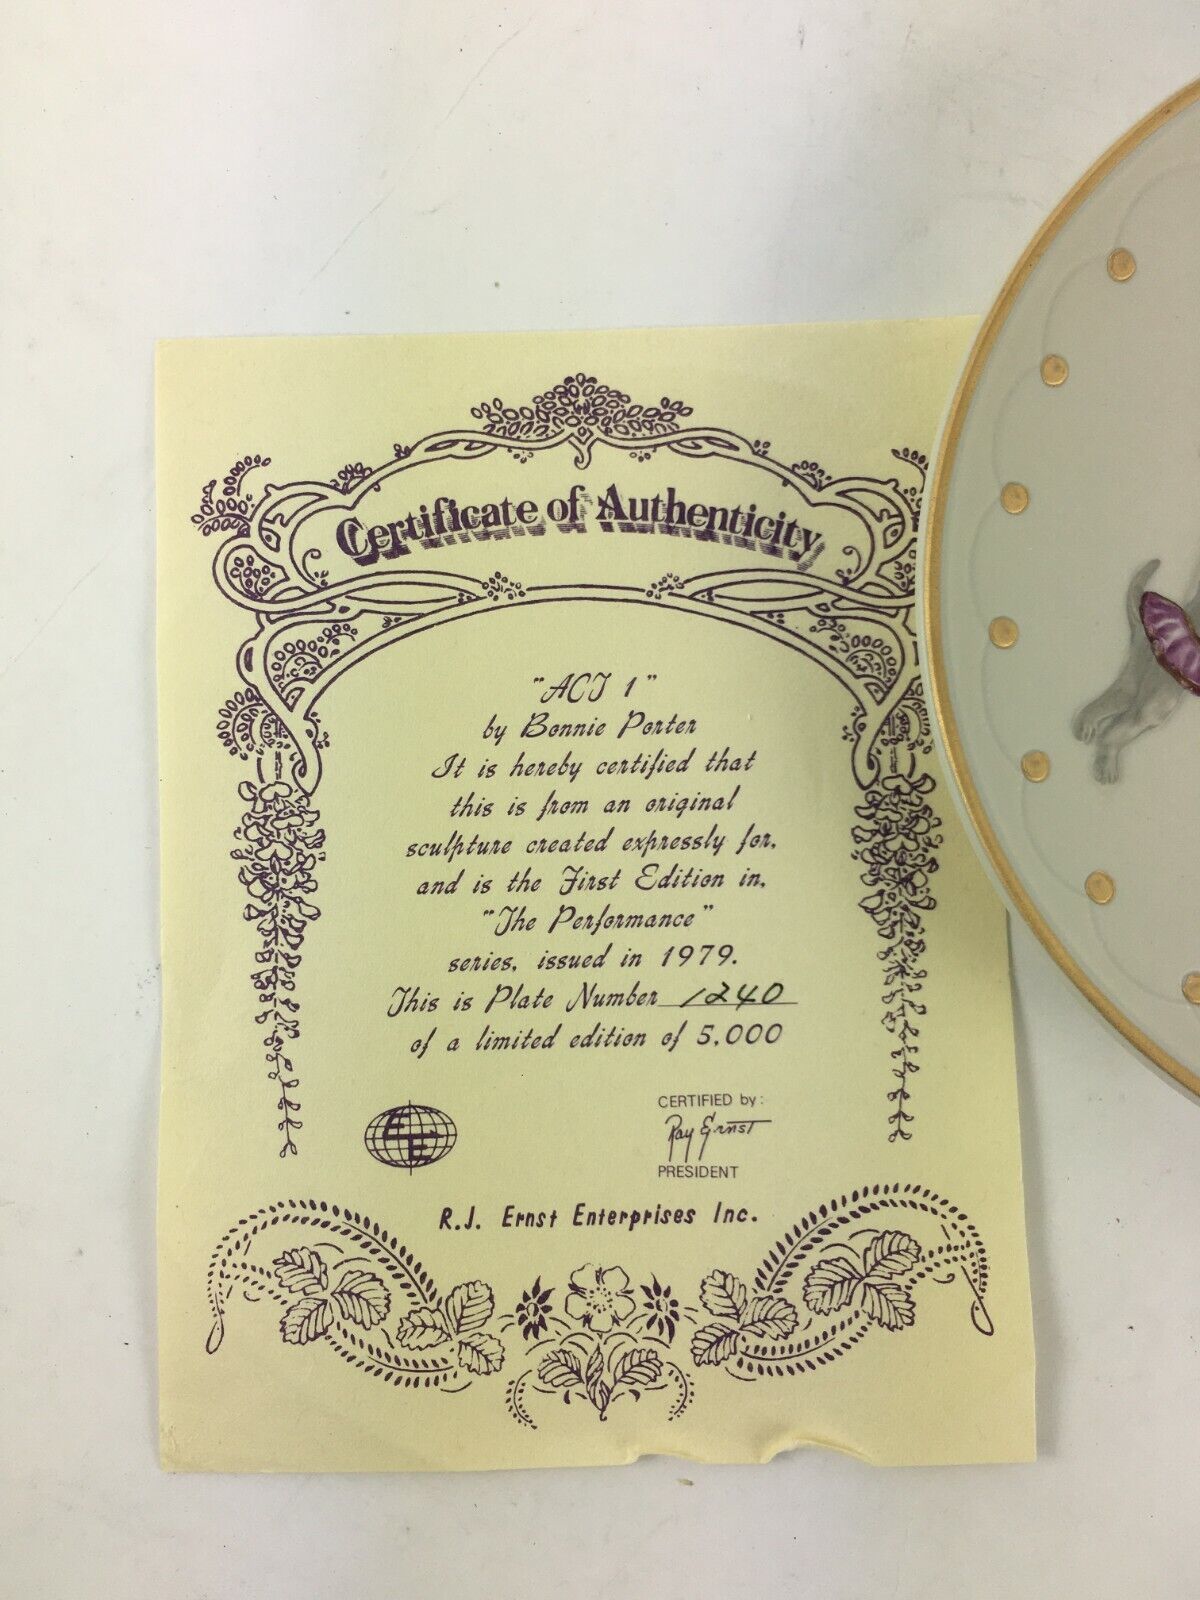 Certificate of Authenticity
"ACT 1"
by Bonnie Porter
It is hereby certified that
this is from an original
sculpture created expressly for,
and is the First Edition in,
"The Performance"
series, issued in 1979.
This is Plate Number 1240
of a limited edition of 5,000
CERTIFIED by:
Ray Ernst
PRESIDENT
EE
R.J. Ernst Enterprises Inc.